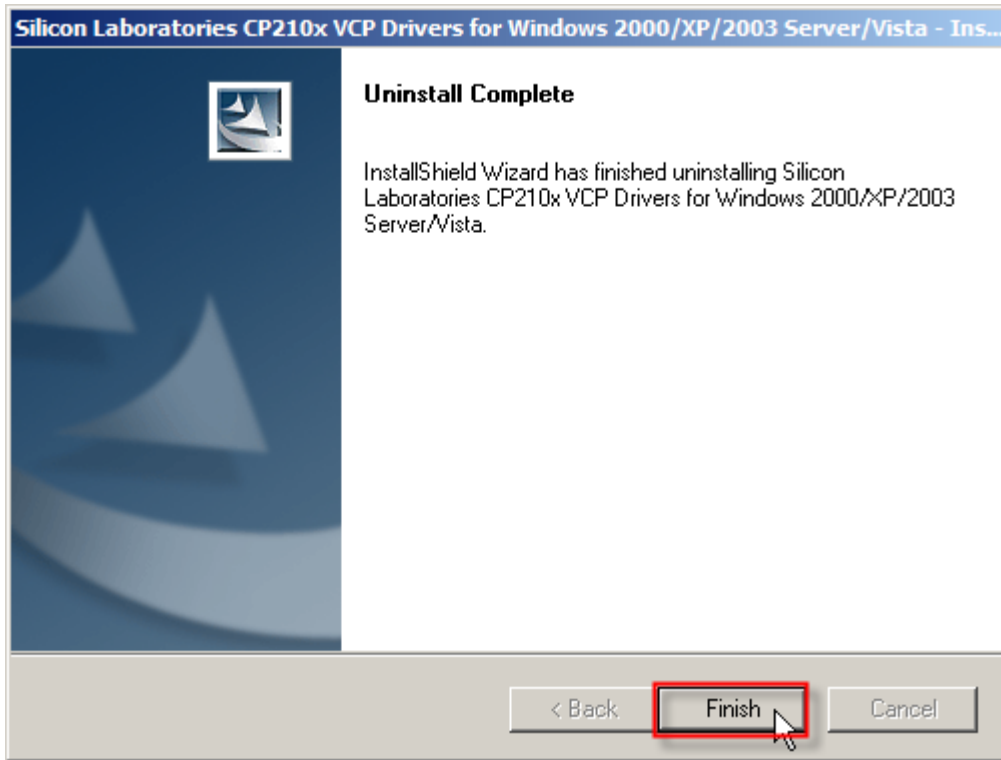 Silicon Laboratories CP210x VCP Drivers for Windows 2000/XP/2003 Server/Vista - Ins...
Uninstall Complete
InstallShield Wizard has finished uninstalling Silicon
Laboratories CP210x VCP Drivers for Windows 2000/XP/2003
Server/Vista.
< Back
Finish
Cancel